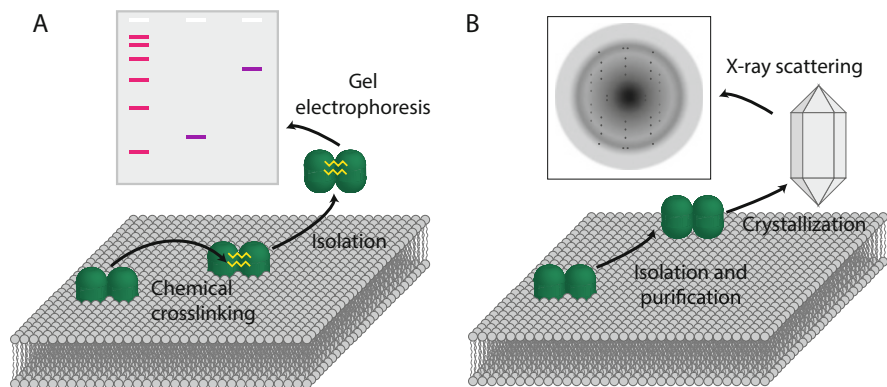 A
Gel
electrophoresis
Isolation
Chemical
crosslinking
B
X-ray scattering
Crystallization
Isolation and
purification